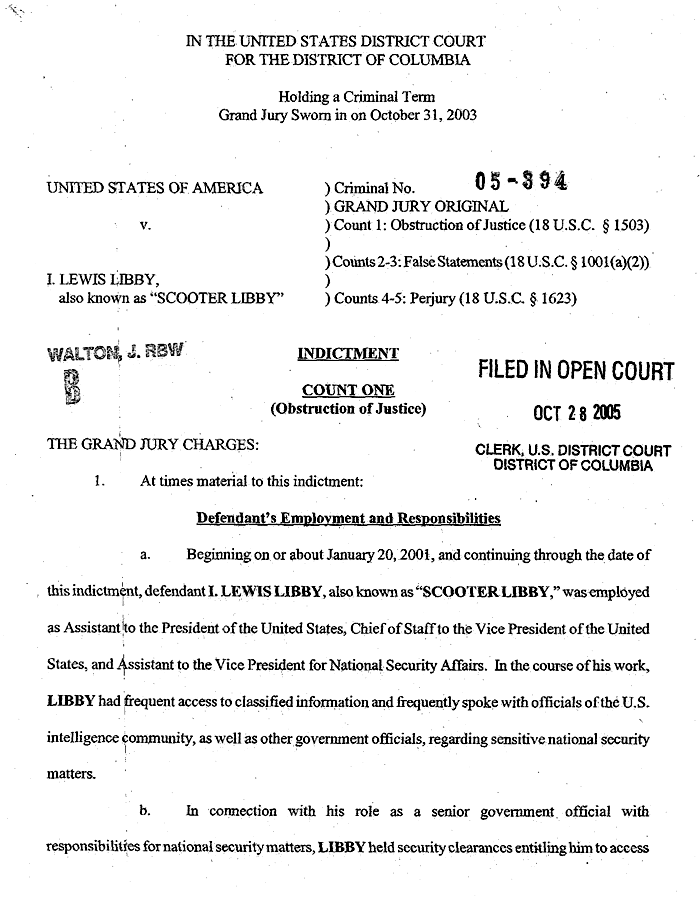 IN THE UNITED STATES DISTRICT COURT
FOR THE DISTRICT OF COLUMBIA
Holding a Criminal Term
Grand Jury Sworn in on October 31, 2003
UNITED STATES OF AMERICA
v.
I. LEWIS LIBBY,
also known as "SCOOTER LIBBY"
) Criminal No. 05-394
) GRAND JURY ORIGINAL
) Count 1: Obstruction of Justice (18 U.S.C. § 1503)
)
) Counts 2-3: False Statements (18 U.S.C. § 1001(a)(2))
)
) Counts 4-5: Perjury (18 U.S.C. § 1623)
WALTON, J. RBW
B
INDICTMENT
COUNT ONE
(Obstruction of Justice)
FILED IN OPEN COURT
OCT 28 2005
CLERK, U.S. DISTRICT COURT
DISTRICT OF COLUMBIA
THE GRAND JURY CHARGES:
1. At times material to this indictment:
Defendant's Employment and Responsibilities
a. Beginning on or about January 20, 2001, and continuing through the date of
this indictment, defendant I. LEWIS LIBBY, also known as "SCOOTER LIBBY," was employed
as Assistant to the President of the United States, Chief of Staff to the Vice President of the United
States, and Assistant to the Vice President for National Security Affairs. In the course of his work,
LIBBY had frequent access to classified information and frequently spoke with officials of the U.S.
intelligence community, as well as other government officials, regarding sensitive national security
matters.
b. In connection with his role as a senior government official with
responsibilities for national security matters, LIBBY held security clearances entitling him to access